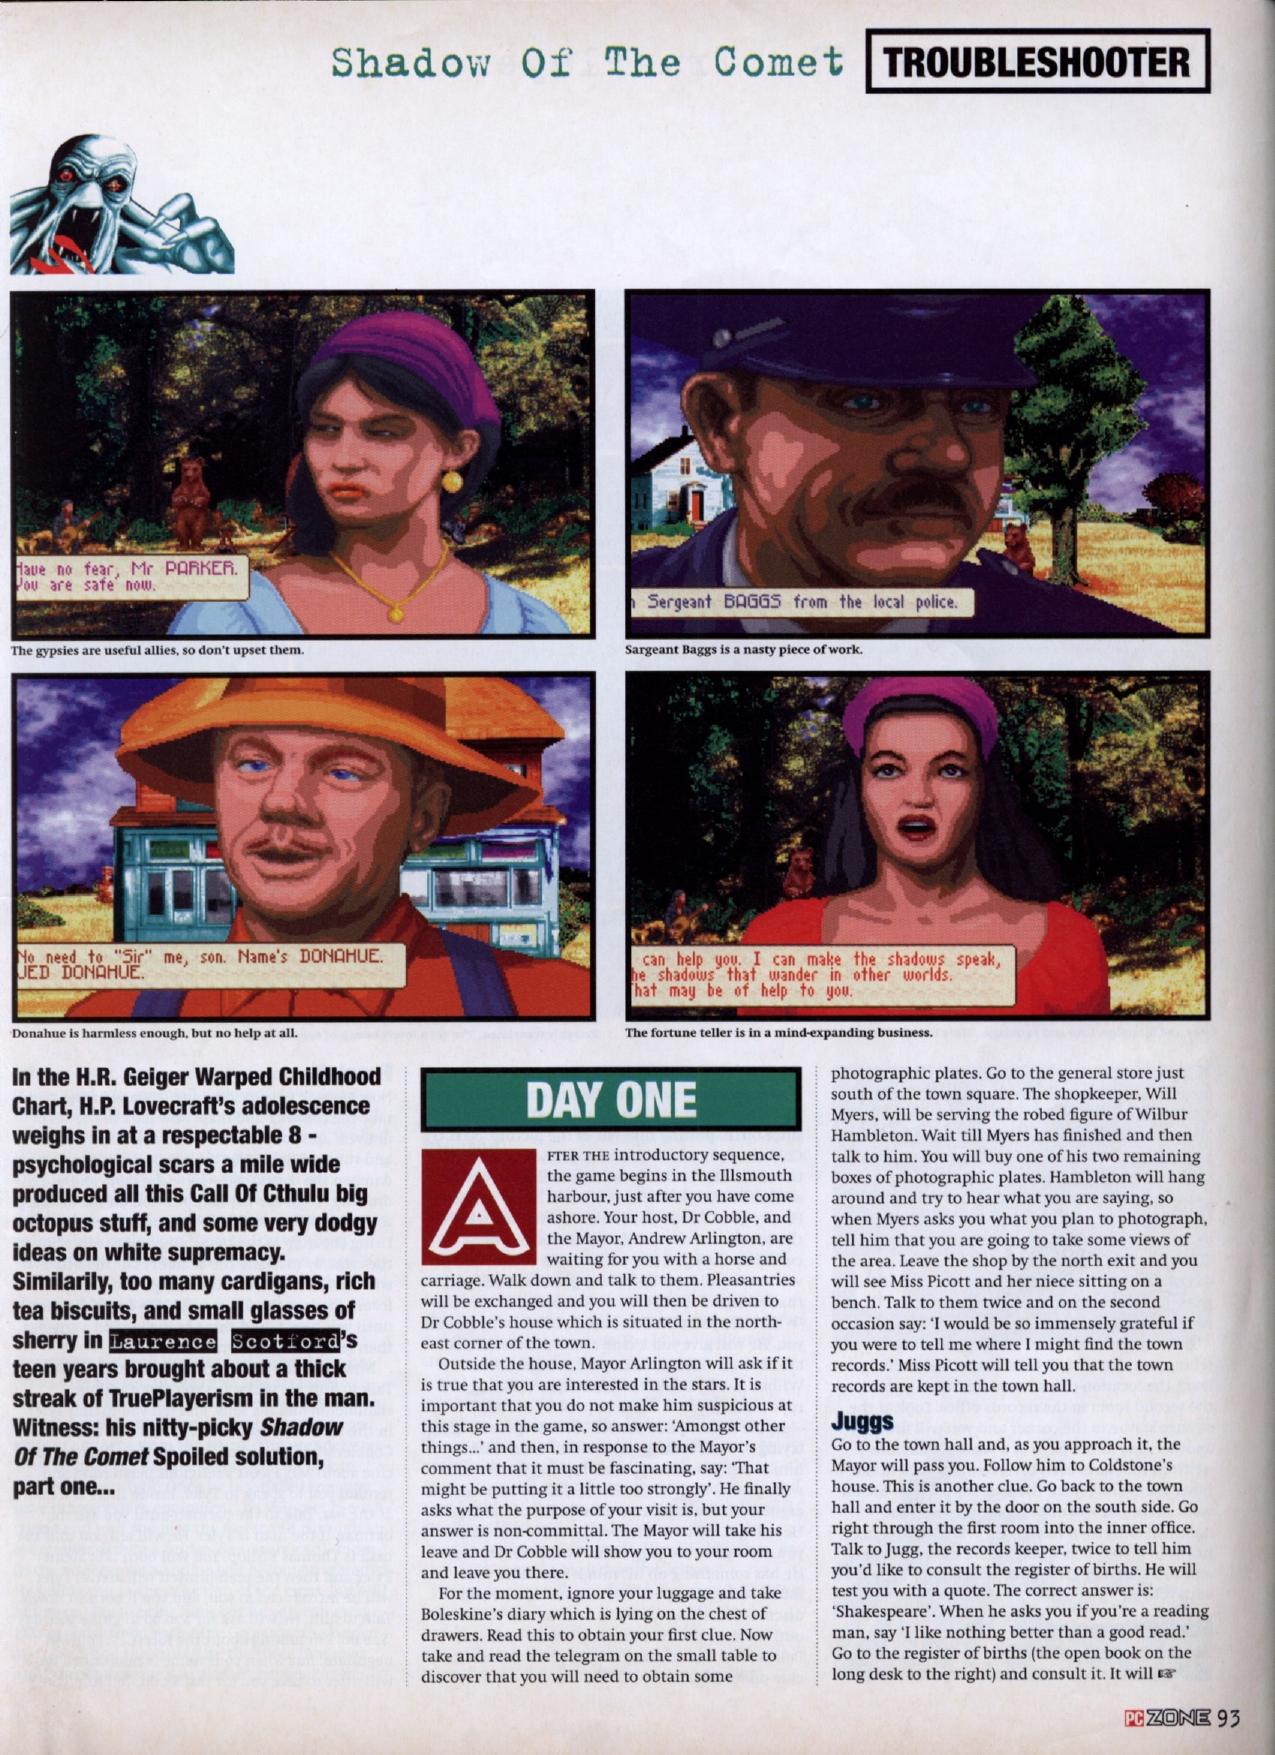 Shadow Of The Comet TROUBLESHOOTER
Have no fear, Mr PARKER.
You are safe now.
The gypsies are useful allies, so don't upset them.
Sergeant BAGGS from the local police.
Sargeant Baggs is a nasty piece of work.
No need to "Sir" me, son. Name's DONAHUE.
JED DONAHUE.
Donahue is harmless enough, but no help at all.
can help you. I can make the shadows speak,
he shadows that wander in other worlds.
hat may be of help to you.
The fortune teller is in a mind-expanding business.
In the H.R. Geiger Warped Childhood
Chart, H.P. Lovecraft's adolescence
weighs in at a respectable 8 -
psychological scars a mile wide
produced all this Call Of Cthulu big
octopus stuff, and some very dodgy
ideas on white supremacy.
Similarily, too many cardigans, rich
tea biscuits, and small glasses of
sherry in Laurence Scotford's
teen years brought about a thick
streak of TruePlayerism in the man.
Witness: his nitty-picky Shadow
Of The Comet Spoiled solution,
part one...
DAY ONE
AFTER THE introductory sequence,
the game begins in the Illsmouth
harbour, just after you have come
ashore. Your host, Dr Cobble, and
the Mayor, Andrew Arlington, are
waiting for you with a horse and
carriage. Walk down and talk to them. Pleasantries
will be exchanged and you will then be driven to
Dr Cobble's house which is situated in the north-
east corner of the town.
Outside the house, Mayor Arlington will ask if it
is true that you are interested in the stars. It is
important that you do not make him suspicious at
this stage in the game, so answer: 'Amongst other
things...' and then, in response to the Mayor's
comment that it must be fascinating, say: 'That
might be putting it a little too strongly'. He finally
asks what the purpose of your visit is, but your
answer is non-committal. The Mayor will take his
leave and Dr Cobble will show you to your room
and leave you there.
For the moment, ignore your luggage and take
Boleskine's diary which is lying on the chest of
drawers. Read this to obtain your first clue. Now
take and read the telegram on the small table to
discover that you will need to obtain some
photographic plates. Go to the general store just
south of the town square. The shopkeeper, Will
Myers, will be serving the robed figure of Wilbur
Hambleton. Wait till Myers has finished and then
talk to him. You will buy one of his two remaining
boxes of photographic plates. Hambleton will hang
around and try to hear what you are saying, so
when Myers asks you what you plan to photograph,
tell him that you are going to take some views of
the area. Leave the shop by the north exit and you
will see Miss Picott and her niece sitting on a
bench. Talk to them twice and on the second
occasion say: 'I would be so immensely grateful if
you were to tell me where I might find the town
records.' Miss Picott will tell you that the town
records are kept in the town hall.
Juggs
Go to the town hall and, as you approach it, the
Mayor will pass you. Follow him to Coldstone's
house. This is another clue. Go back to the town
hall and enter it by the door on the south side. Go
right through the first room into the inner office.
Talk to Jugg, the records keeper, twice to tell him
you'd like to consult the register of births. He will
test you with a quote. The correct answer is:
'Shakespeare'. When he asks you if you're a reading
man, say 'I like nothing better than a good read.'
Go to the register of births (the open book on the
long desk to the right) and consult it. It will ☞
PC ZONE 93